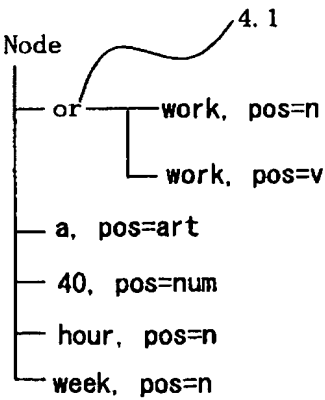 4.1
Node
or work, pos=n
work, pos=v
a, pos=art
40, pos=num
hour, pos=n
week, pos=n